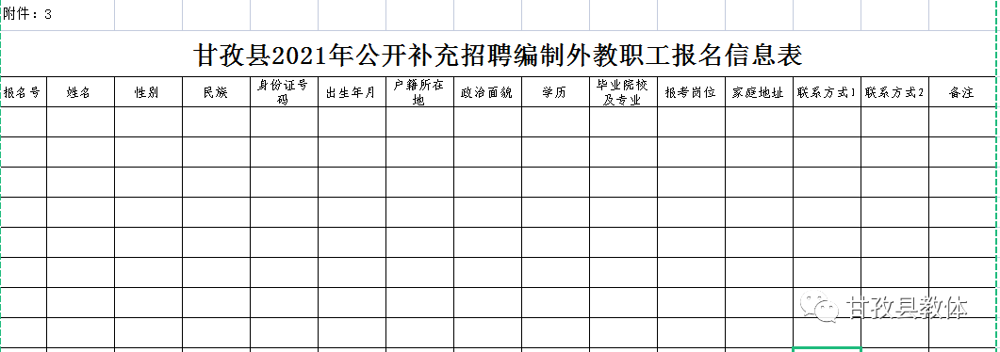 附件：3
甘孜县2021年公开补充招聘编制外教职工报名信息表
报名号 姓名 性别 民族 身份证号码 出生年月 户籍所在地 政治面貌 学历 毕业院校及专业 报考岗位 家庭地址 联系方式1 联系方式2 备注
甘孜县教体